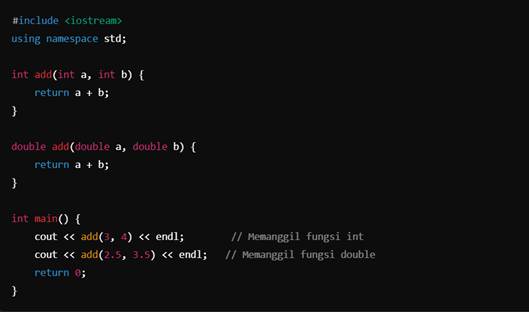 #include <iostream>
using namespace std;
int add(int a, int b) {
    return a + b;
}
double add(double a, double b) {
    return a + b;
}
int main() {
    cout << add(3, 4) << endl;        // Memanggil fungsi int
    cout << add(2.5, 3.5) << endl;   // Memanggil fungsi double
    return 0;
}